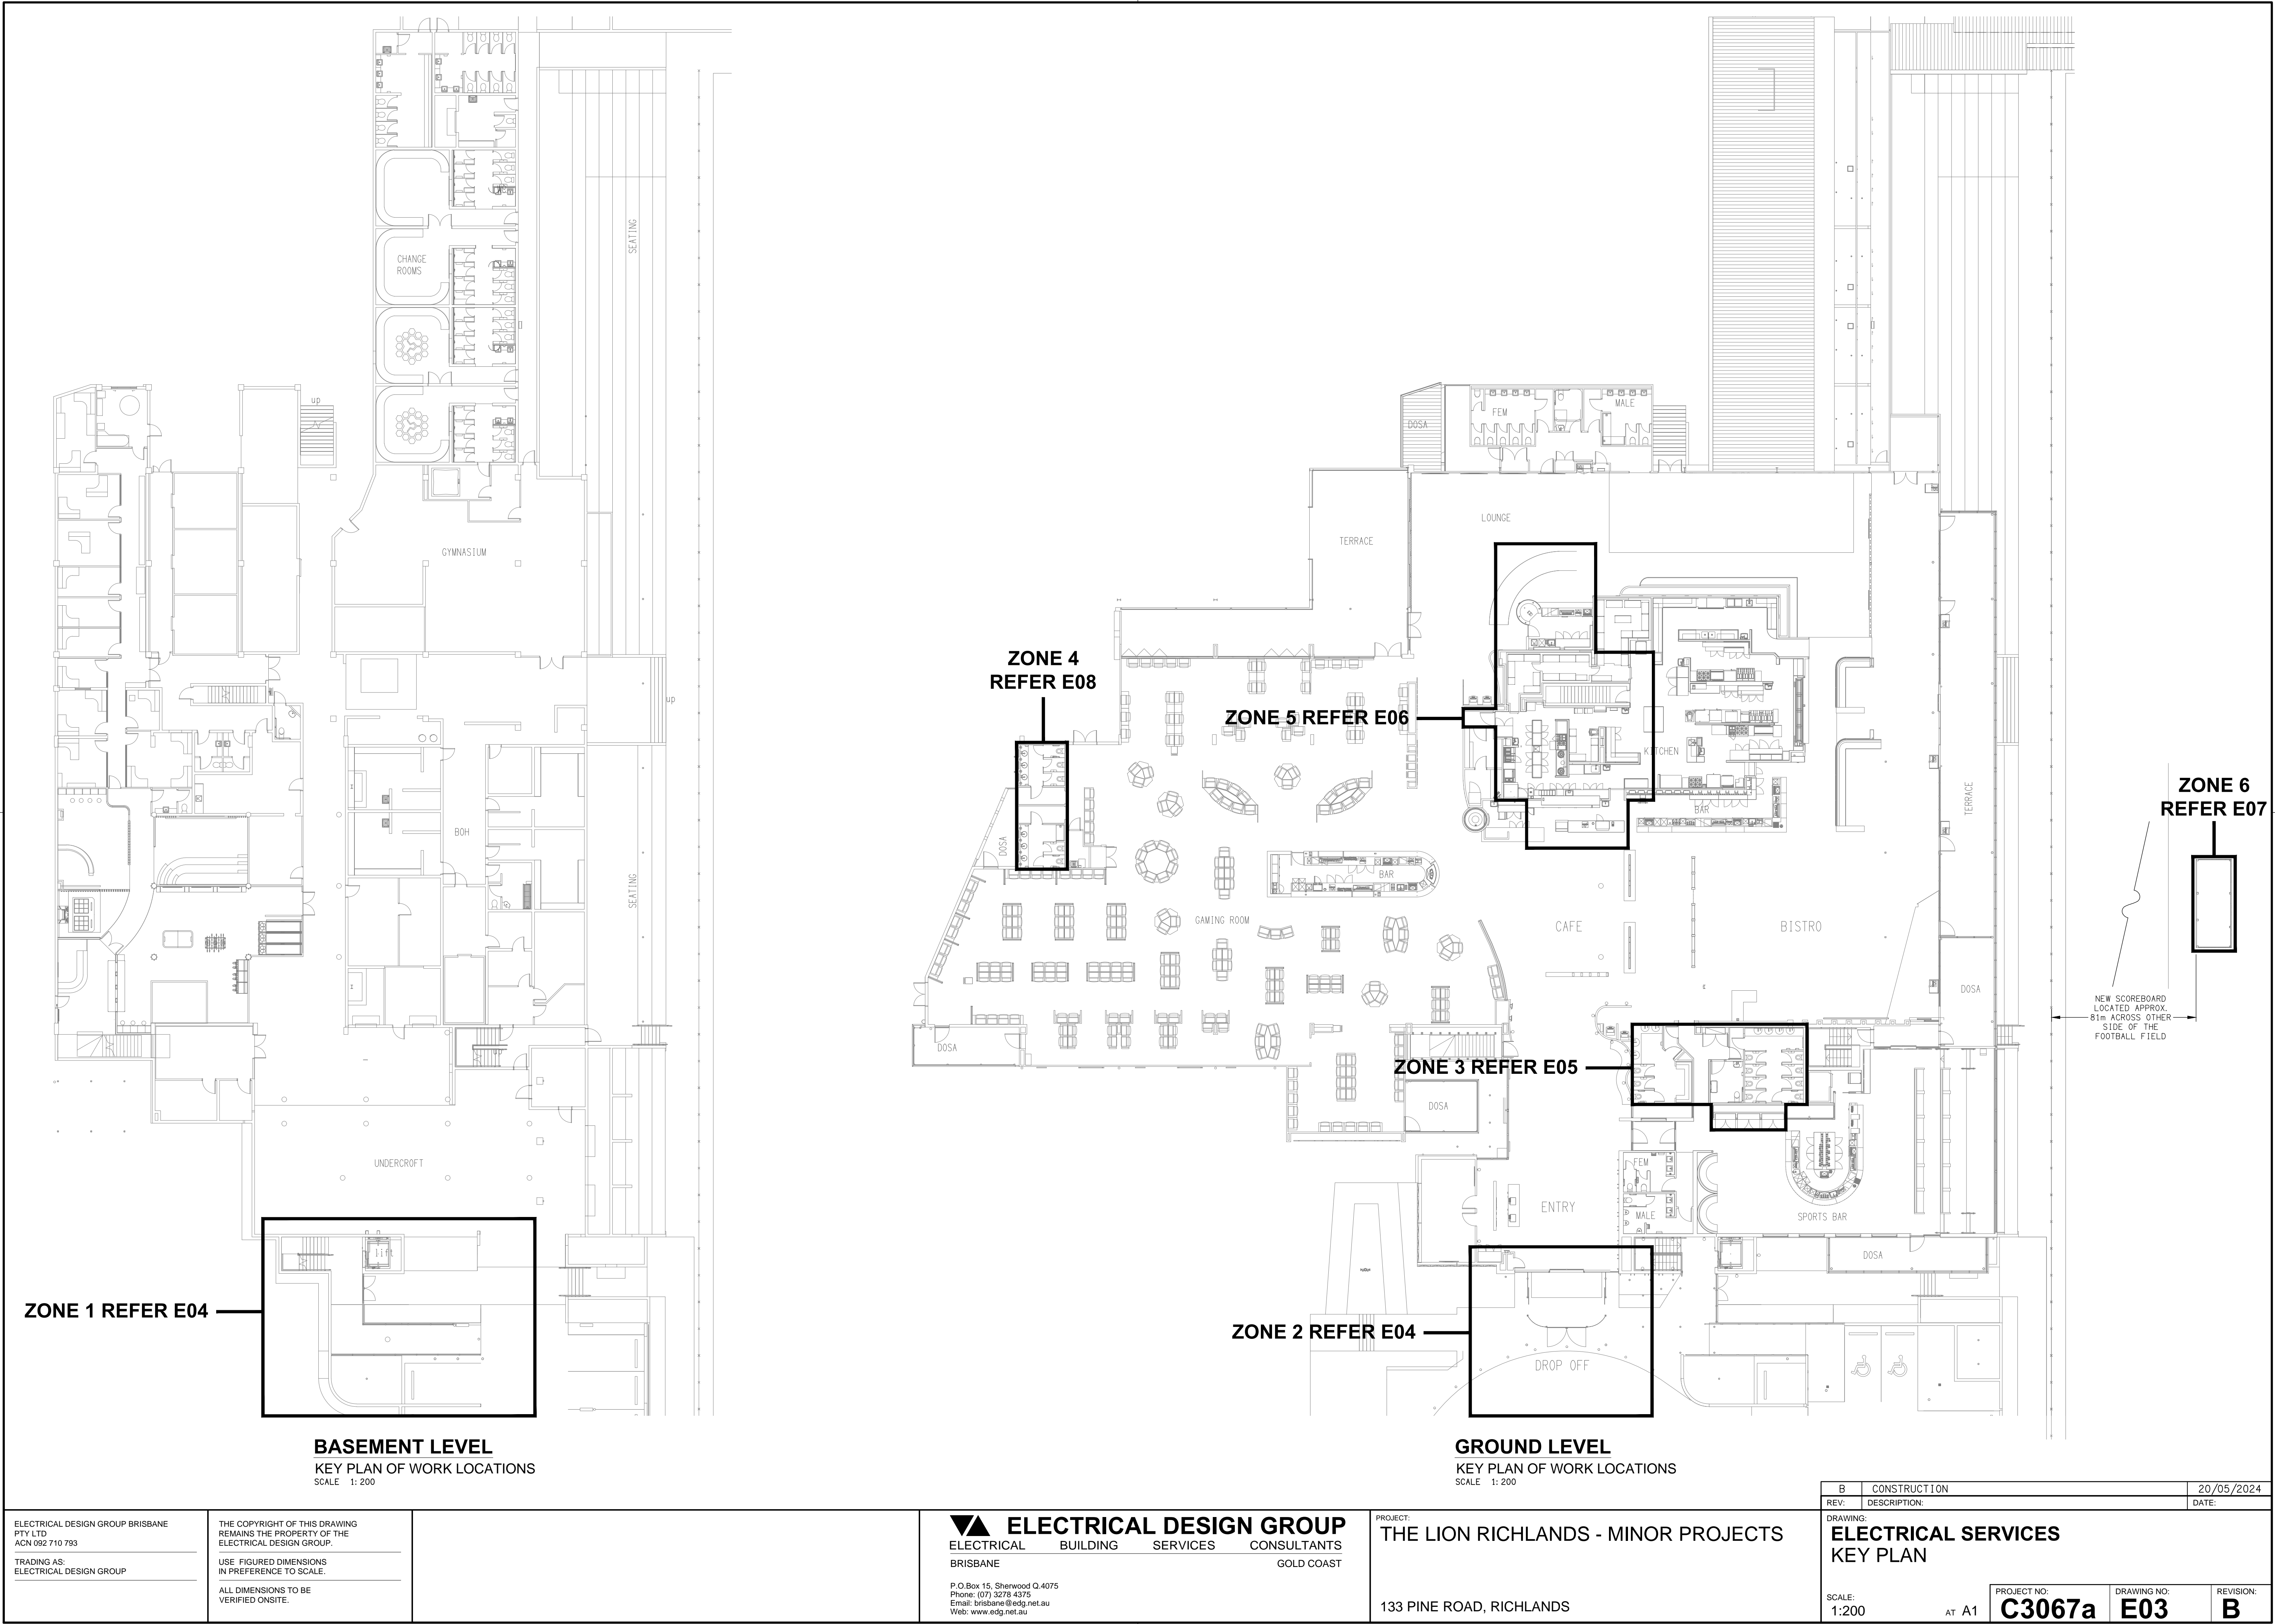 up
CHANGE
ROOMS
SEATING
GYMNASIUM
up
BOH
SEATING
up
UNDERCROFT
lift
ZONE 1 REFER E04
BASEMENT LEVEL
KEY PLAN OF WORK LOCATIONS
SCALE 1:200
DOSA
FEM
MALE
LOUNGE
TERRACE
ZONE 4
REFER E08
ZONE 5 REFER E06
KITCHEN
BAR
TERRACE
ZONE 6
REFER E07
DOSA
BAR
GAMING ROOM
CAFE
BISTRO
DOSA
NEW SCOREBOARD
LOCATED APPROX.
81m ACROSS OTHER
SIDE OF THE
FOOTBALL FIELD
DOSA
ZONE 3 REFER E05
DOSA
FEM
MALE
ENTRY
SPORTS BAR
DOSA
ZONE 2 REFER E04
DROP OFF
GROUND LEVEL
KEY PLAN OF WORK LOCATIONS
SCALE 1:200
B CONSTRUCTION 20/05/2024
REV: DESCRIPTION: DATE:
ELECTRICAL DESIGN GROUP BRISBANE
PTY LTD
ACN 092 710 793
TRADING AS:
ELECTRICAL DESIGN GROUP
THE COPYRIGHT OF THIS DRAWING
REMAINS THE PROPERTY OF THE
ELECTRICAL DESIGN GROUP.
USE FIGURED DIMENSIONS
IN PREFERENCE TO SCALE.
ALL DIMENSIONS TO BE
VERIFIED ONSITE.
ELECTRICAL DESIGN GROUP
ELECTRICAL BUILDING SERVICES CONSULTANTS
BRISBANE GOLD COAST
P.O.Box 15, Sherwood Q.4075
Phone: (07) 3278 4375
Email: brisbane@edg.net.au
Web: www.edg.net.au
PROJECT:
THE LION RICHLANDS - MINOR PROJECTS
133 PINE ROAD, RICHLANDS
DRAWING:
ELECTRICAL SERVICES
KEY PLAN
SCALE:
1:200 AT A1
PROJECT NO:
C3067a
DRAWING NO:
E03
REVISION:
B